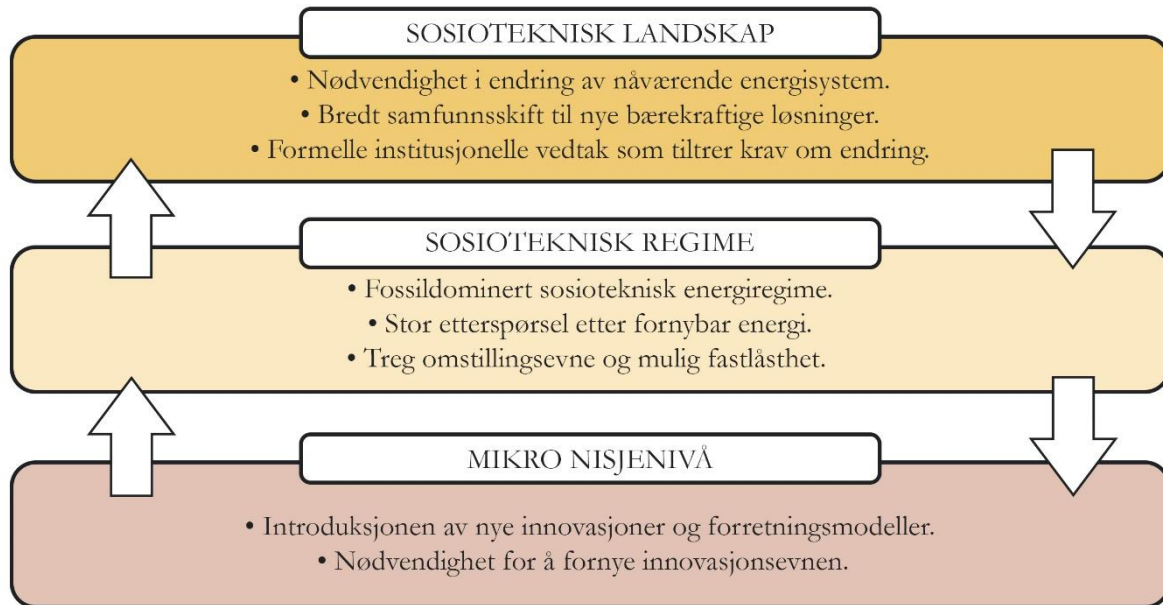 SOSIOTEKNISK LANDSKAP
• Nødvendighet i endring av nåværende energisystem.
• Bredt samfunnsskift til nye bærekraftige løsninger.
• Formelle institusjonelle vedtak som tiltrer krav om endring.
SOSIOTEKNISK REGIME
• Fossildominert sosioteknisk energiregime.
• Stor etterspørsel etter fornybar energi.
• Treg omstillingsevne og mulig fastlåsthet.
MIKRO NISJENIVÅ
• Introduksjonen av nye innovasjoner og forretningsmodeller.
• Nødvendighet for å fornye innovasjonsevnen.